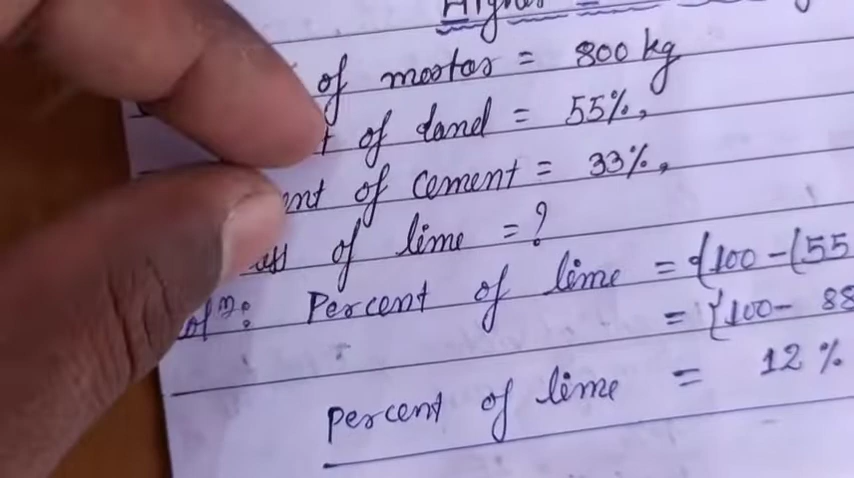 of mortar = 800 kg
of sand = 55%,
of cement = 33%,
of lime = ?
Percent of lime = {100 - (55
= {100 - 88
Percent of lime = 12%